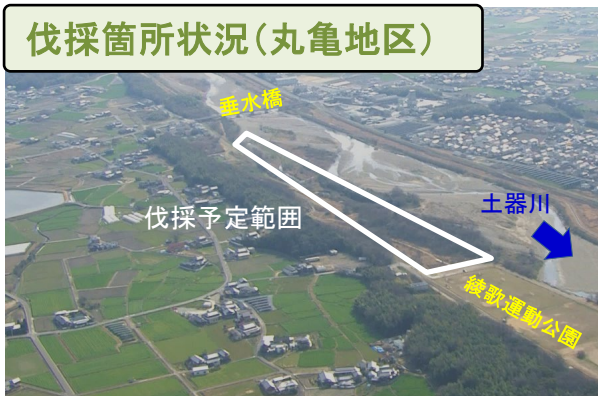 伐採箇所状況(丸亀地区)
垂水橋
土器川
伐採予定範囲
綾歌運動公園